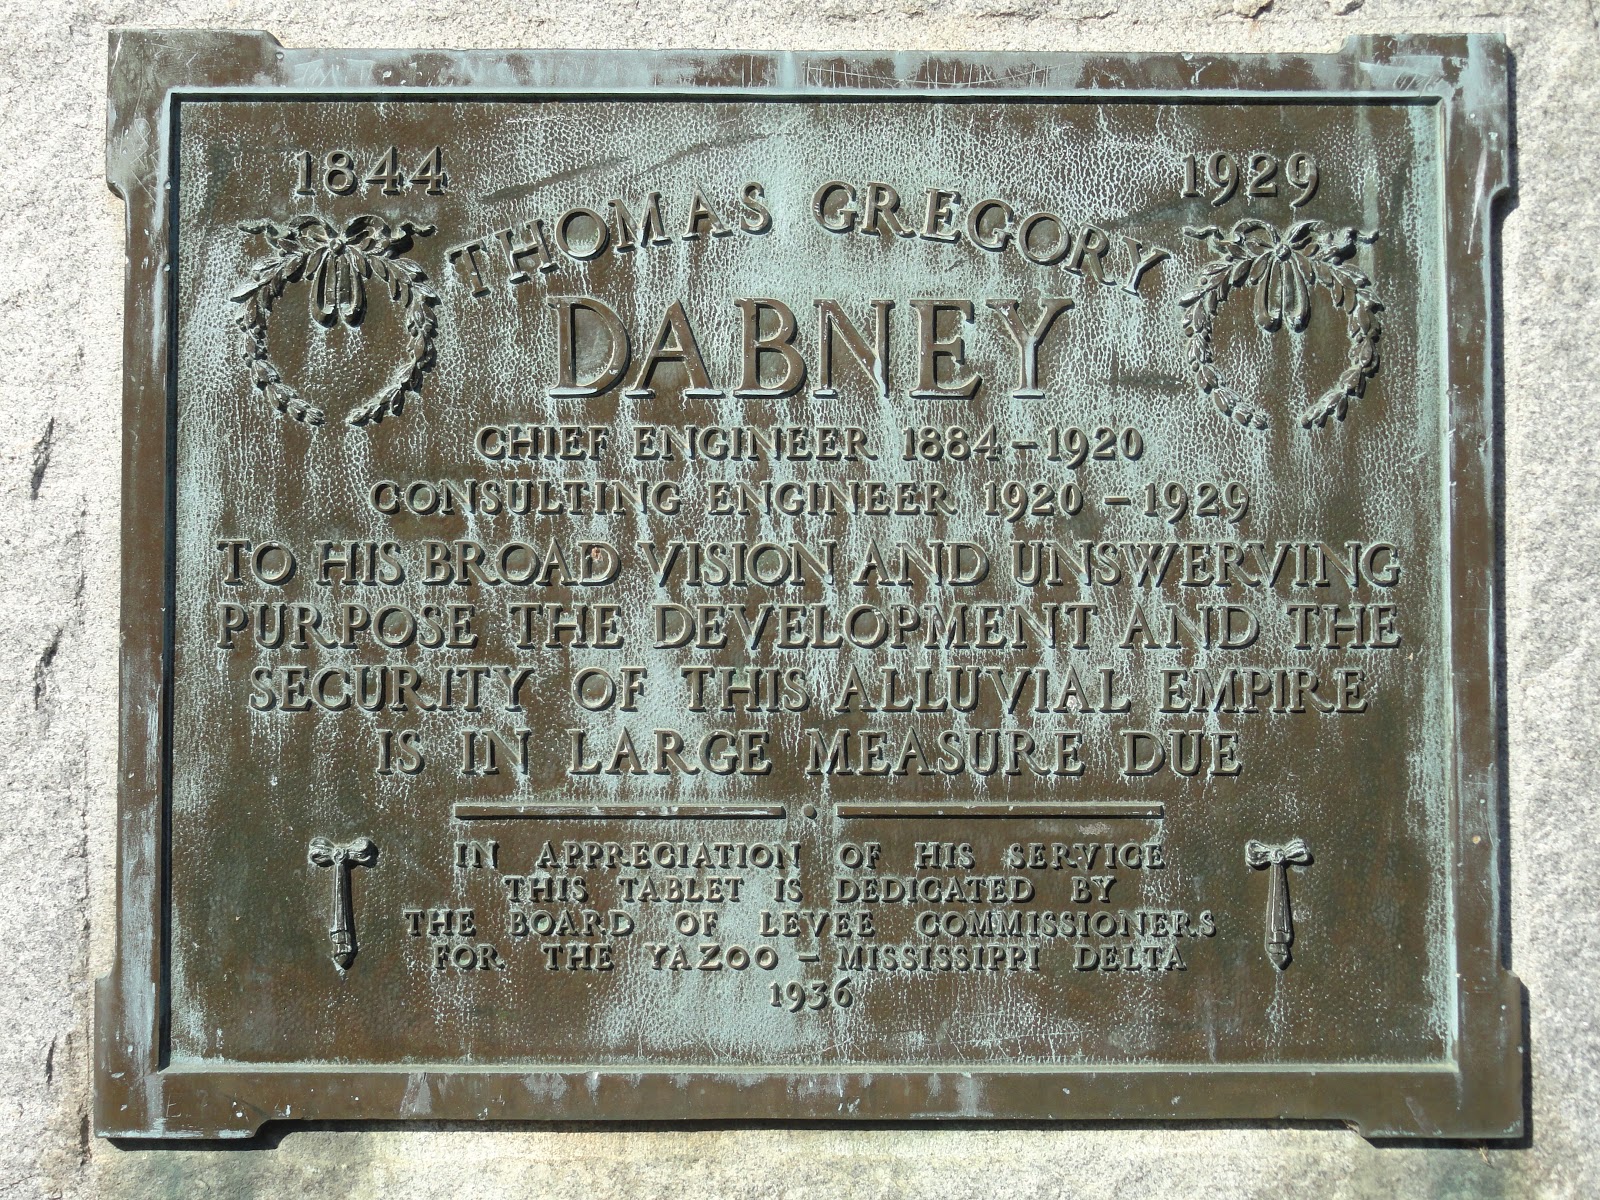 1844 1929
THOMAS GREGORY
DABNEY
CHIEF ENGINEER 1884-1920
CONSULTING ENGINEER 1920-1929
TO HIS BROAD VISION AND UNSWERVING
PURPOSE THE DEVELOPMENT AND THE
SECURITY OF THIS ALLUVIAL EMPIRE
IS IN LARGE MEASURE DUE
IN APPRECIATION OF HIS SERVICE
THIS TABLET IS DEDICATED BY
THE BOARD OF LEVEE COMMISSIONERS
FOR THE YAZOO-MISSISSIPPI DELTA
1936